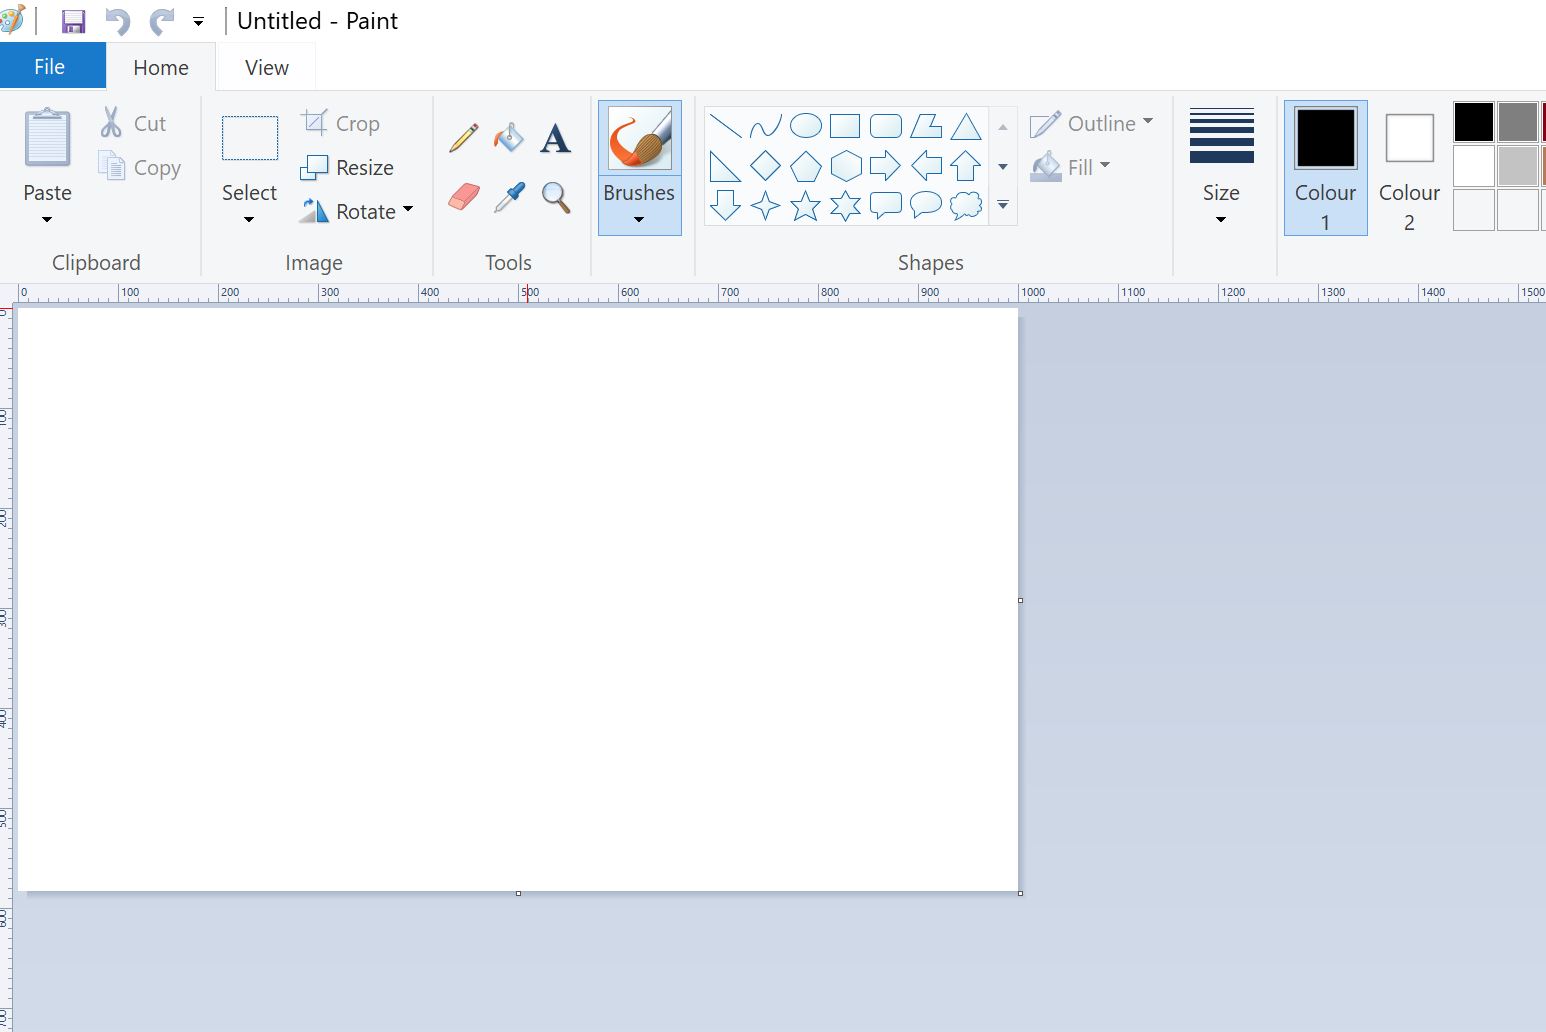 Untitled - Paint
File Home View
Paste Cut Copy
Clipboard
Select Crop Resize Rotate
Image
A
Tools
Brushes
Shapes
Outline
Fill
Size
Colour 1
Colour 2
0 100 200 300 400 500 600 700 800 900 1000 1100 1200 1300 1400 1500
0
100
200
300
400
500
600
700